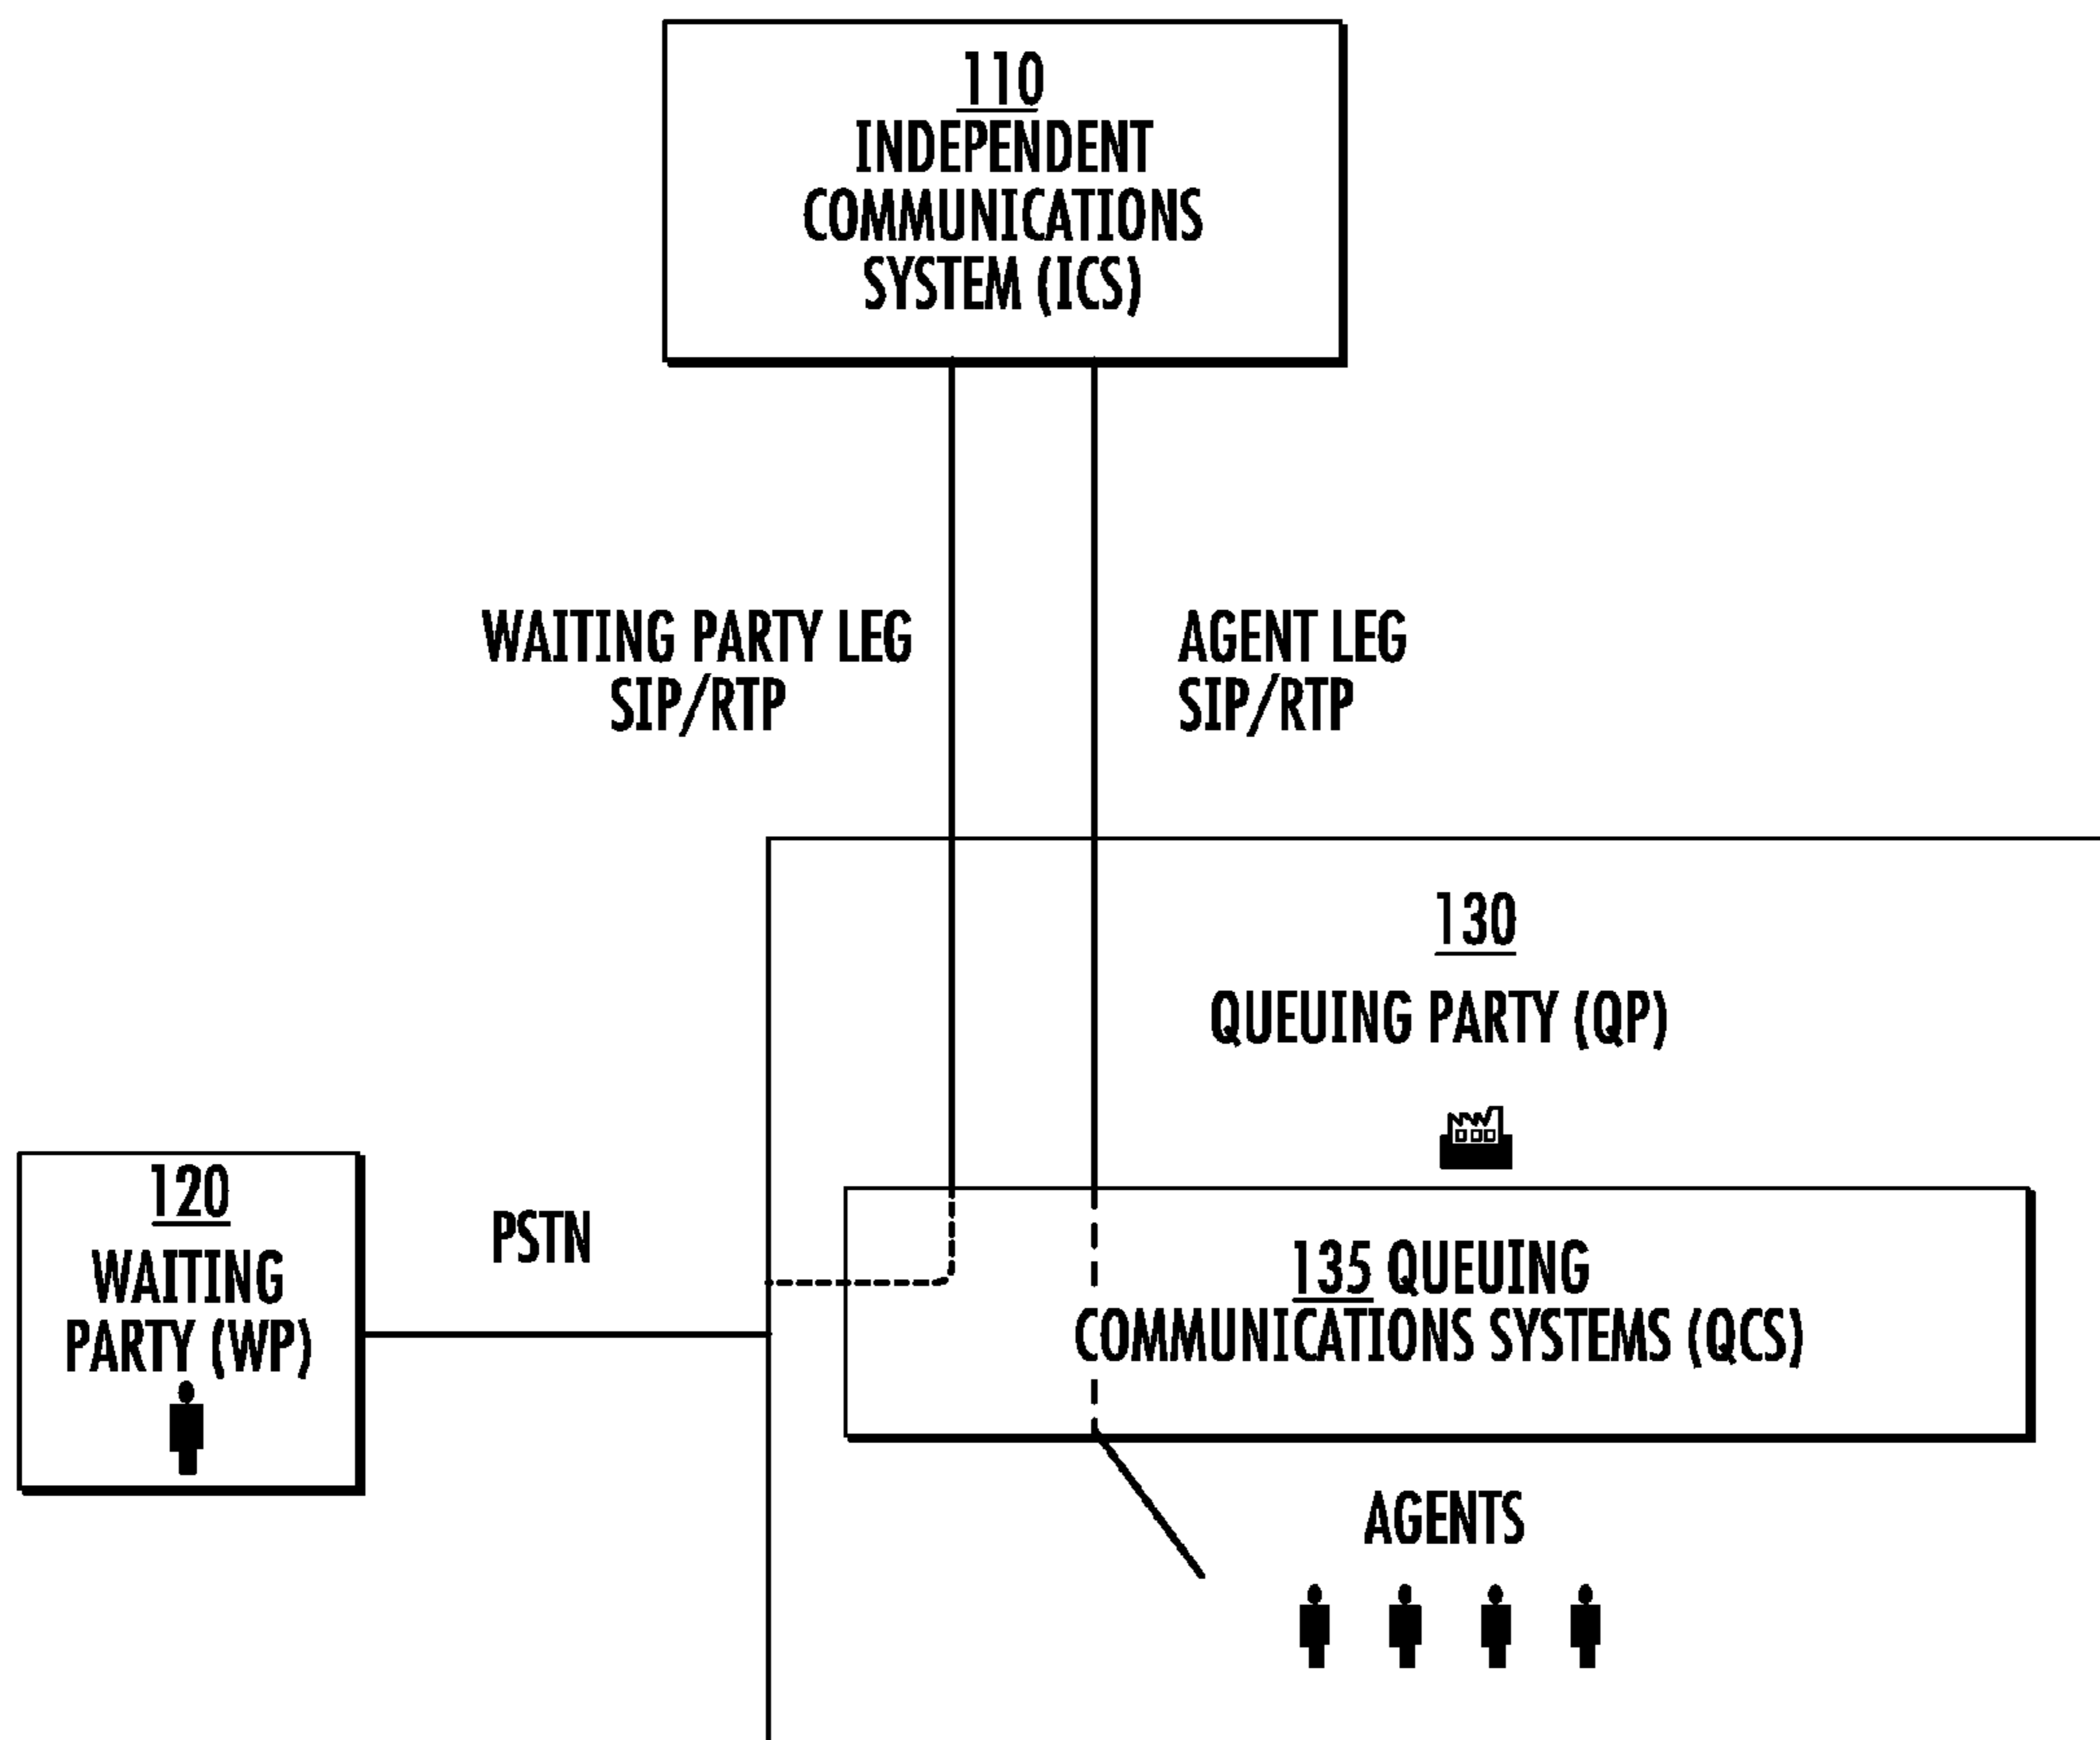 110
INDEPENDENT
COMMUNICATIONS
SYSTEM (ICS)
WAITING PARTY LEG
SIP/RTP
AGENT LEG
SIP/RTP
130
QUEUING PARTY (QP)
120
WAITING
PARTY (WP)
PSTN
135 QUEUING
COMMUNICATIONS SYSTEMS (QCS)
AGENTS